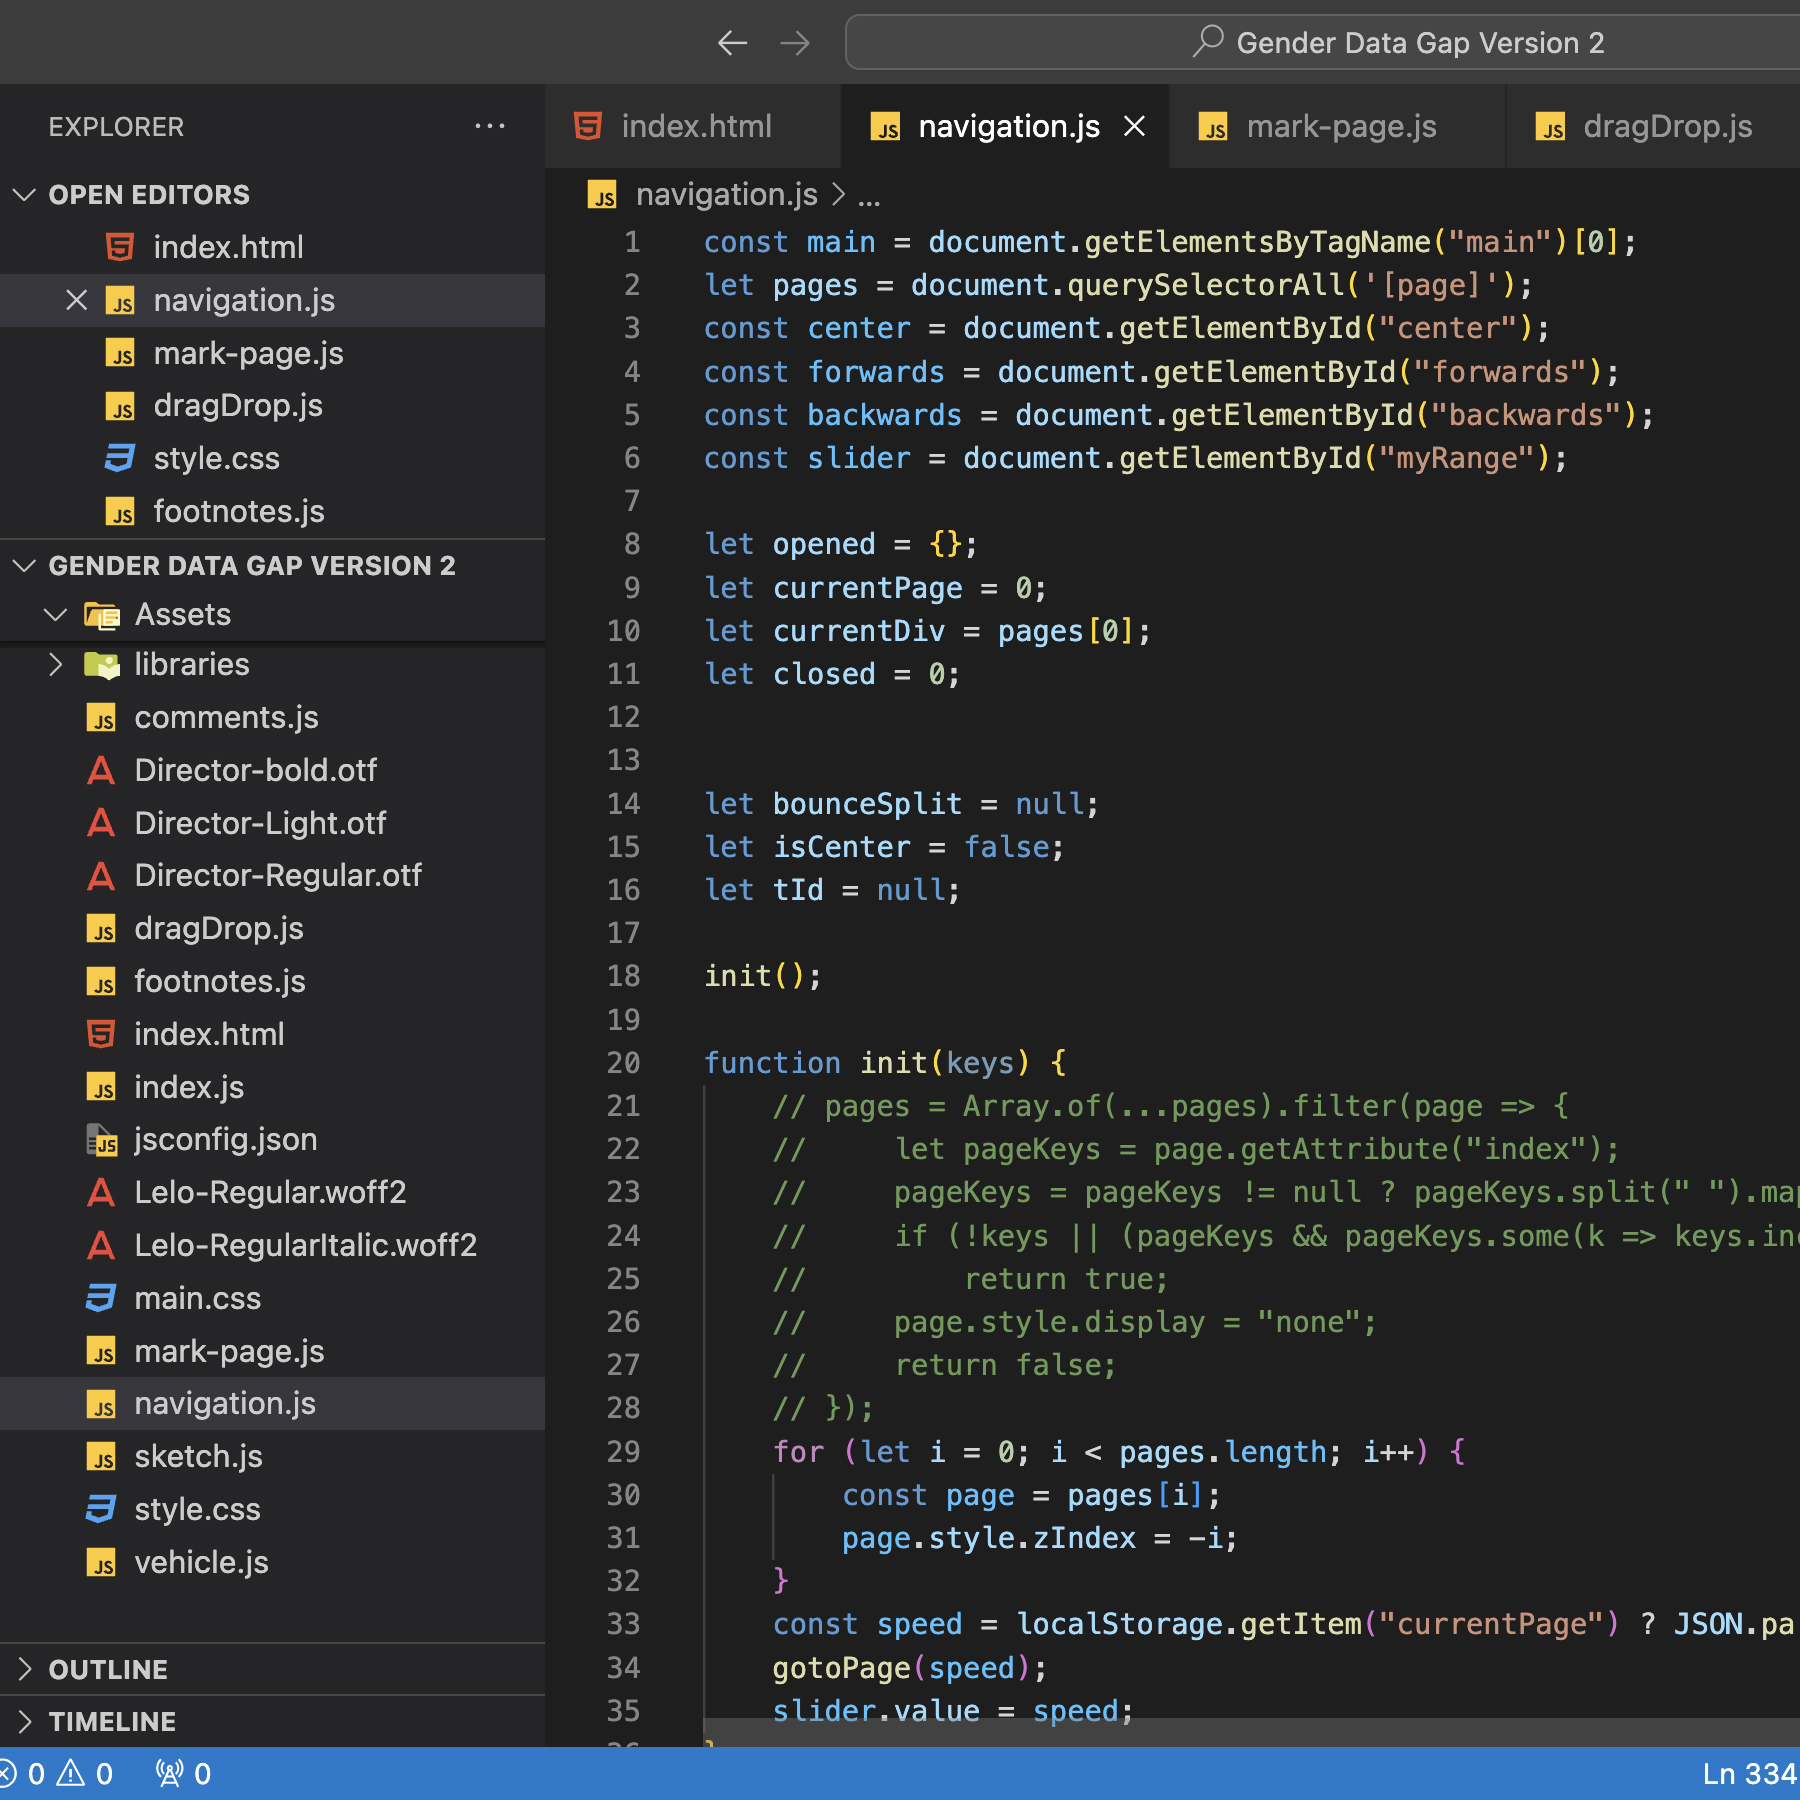 Gender Data Gap Version 2
EXPLORER
index.html
navigation.js
mark-page.js
dragDrop.js
OPEN EDITORS
index.html
navigation.js
mark-page.js
dragDrop.js
style.css
footnotes.js
GENDER DATA GAP VERSION 2
Assets
libraries
comments.js
Director-bold.otf
Director-Light.otf
Director-Regular.otf
dragDrop.js
footnotes.js
index.html
index.js
jsconfig.json
Lelo-Regular.woff2
Lelo-RegularItalic.woff2
main.css
mark-page.js
navigation.js
sketch.js
style.css
vehicle.js
OUTLINE
TIMELINE
navigation.js > ...
1 const main = document.getElementsByTagName("main")[0];
2 let pages = document.querySelectorAll('[page]');
3 const center = document.getElementById("center");
4 const forwards = document.getElementById("forwards");
5 const backwards = document.getElementById("backwards");
6 const slider = document.getElementById("myRange");
7
8 let opened = {};
9 let currentPage = 0;
10 let currentDiv = pages[0];
11 let closed = 0;
12
13
14 let bounceSplit = null;
15 let isCenter = false;
16 let tId = null;
17
18 init();
19
20 function init(keys) {
21 // pages = Array.of(...pages).filter(page => {
22 // let pageKeys = page.getAttribute("index");
23 // pageKeys = pageKeys != null ? pageKeys.split(" ").map
24 // if (!keys || (pageKeys && pageKeys.some(k => keys.in
25 // return true;
26 // page.style.display = "none";
27 // return false;
28 // });
29 for (let i = 0; i < pages.length; i++) {
30 const page = pages[i];
31 page.style.zIndex = -i;
32 }
33 const speed = localStorage.getItem("currentPage") ? JSON.pa
34 gotoPage(speed);
35 slider.value = speed;
0 0 0
Ln 334